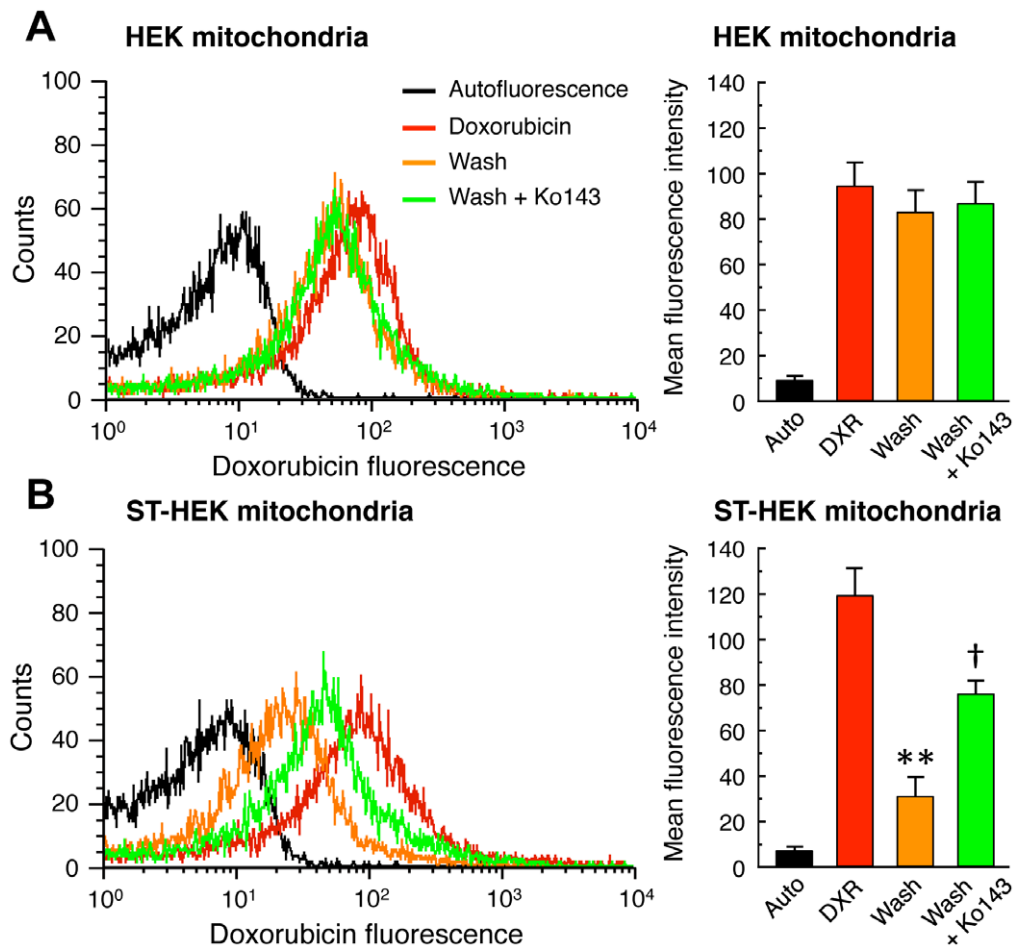 A
HEK mitochondria
Counts
100
80
60
40
20
0
10⁰
10¹
10²
10³
10⁴
Doxorubicin fluorescence
Autofluorescence
Doxorubicin
Wash
Wash + Ko143
HEK mitochondria
Mean fluorescence intensity
140
120
100
80
60
40
20
0
Auto
DXR
Wash
Wash
+ Ko143
B
ST-HEK mitochondria
Counts
100
80
60
40
20
0
10⁰
10¹
10²
10³
10⁴
Doxorubicin fluorescence
ST-HEK mitochondria
Mean fluorescence intensity
140
120
100
80
60
40
20
0
**
†
Auto
DXR
Wash
Wash
+ Ko143